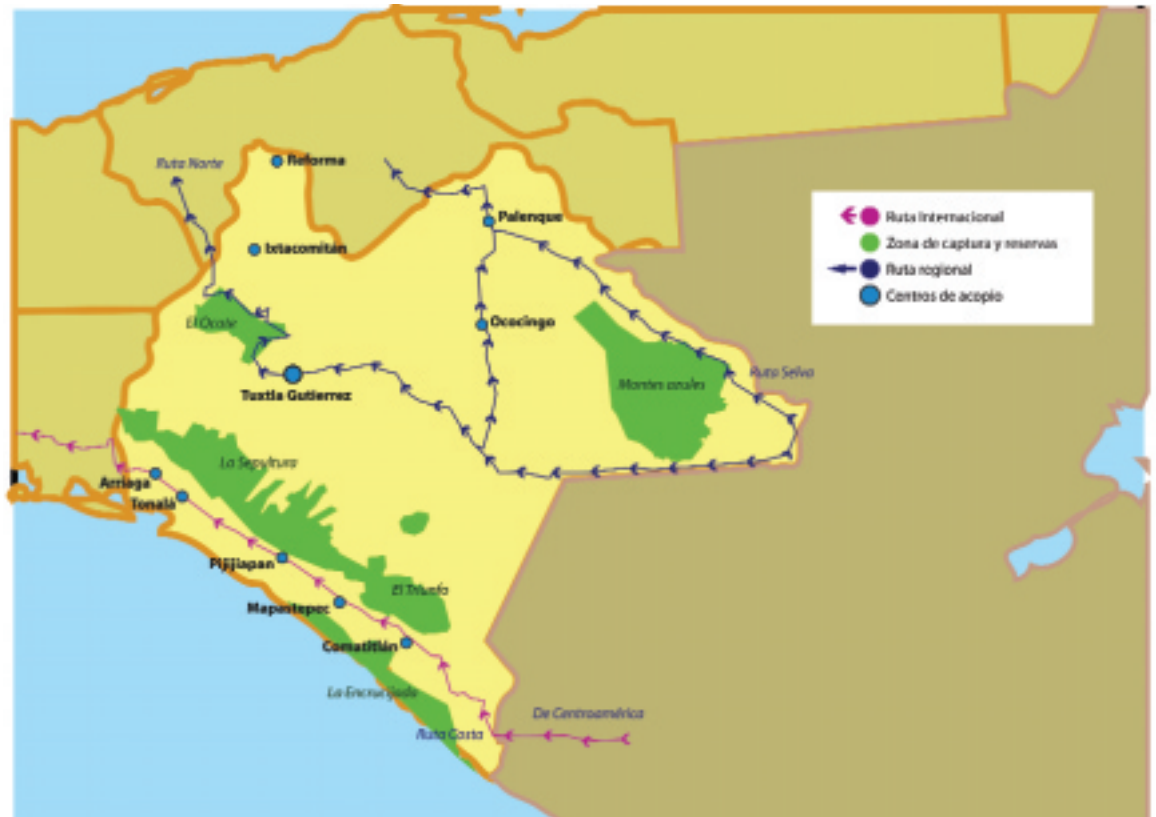 Ruta Norte
Reforma
Palenque
Ruta Internacional
Zona de captura y reservas
Ruta regional
Centros de acopio
Ixtacomitán
El Ocote
Ococingo
Montes azules
Ruta Selva
Tuxtla Gutierrez
La Sepultura
Arriaga
Tonalá
Pijijiapan
El Triunfo
Mapastepec
Comatitlán
La Encrucijada
De Centroamérica
Ruta Costa